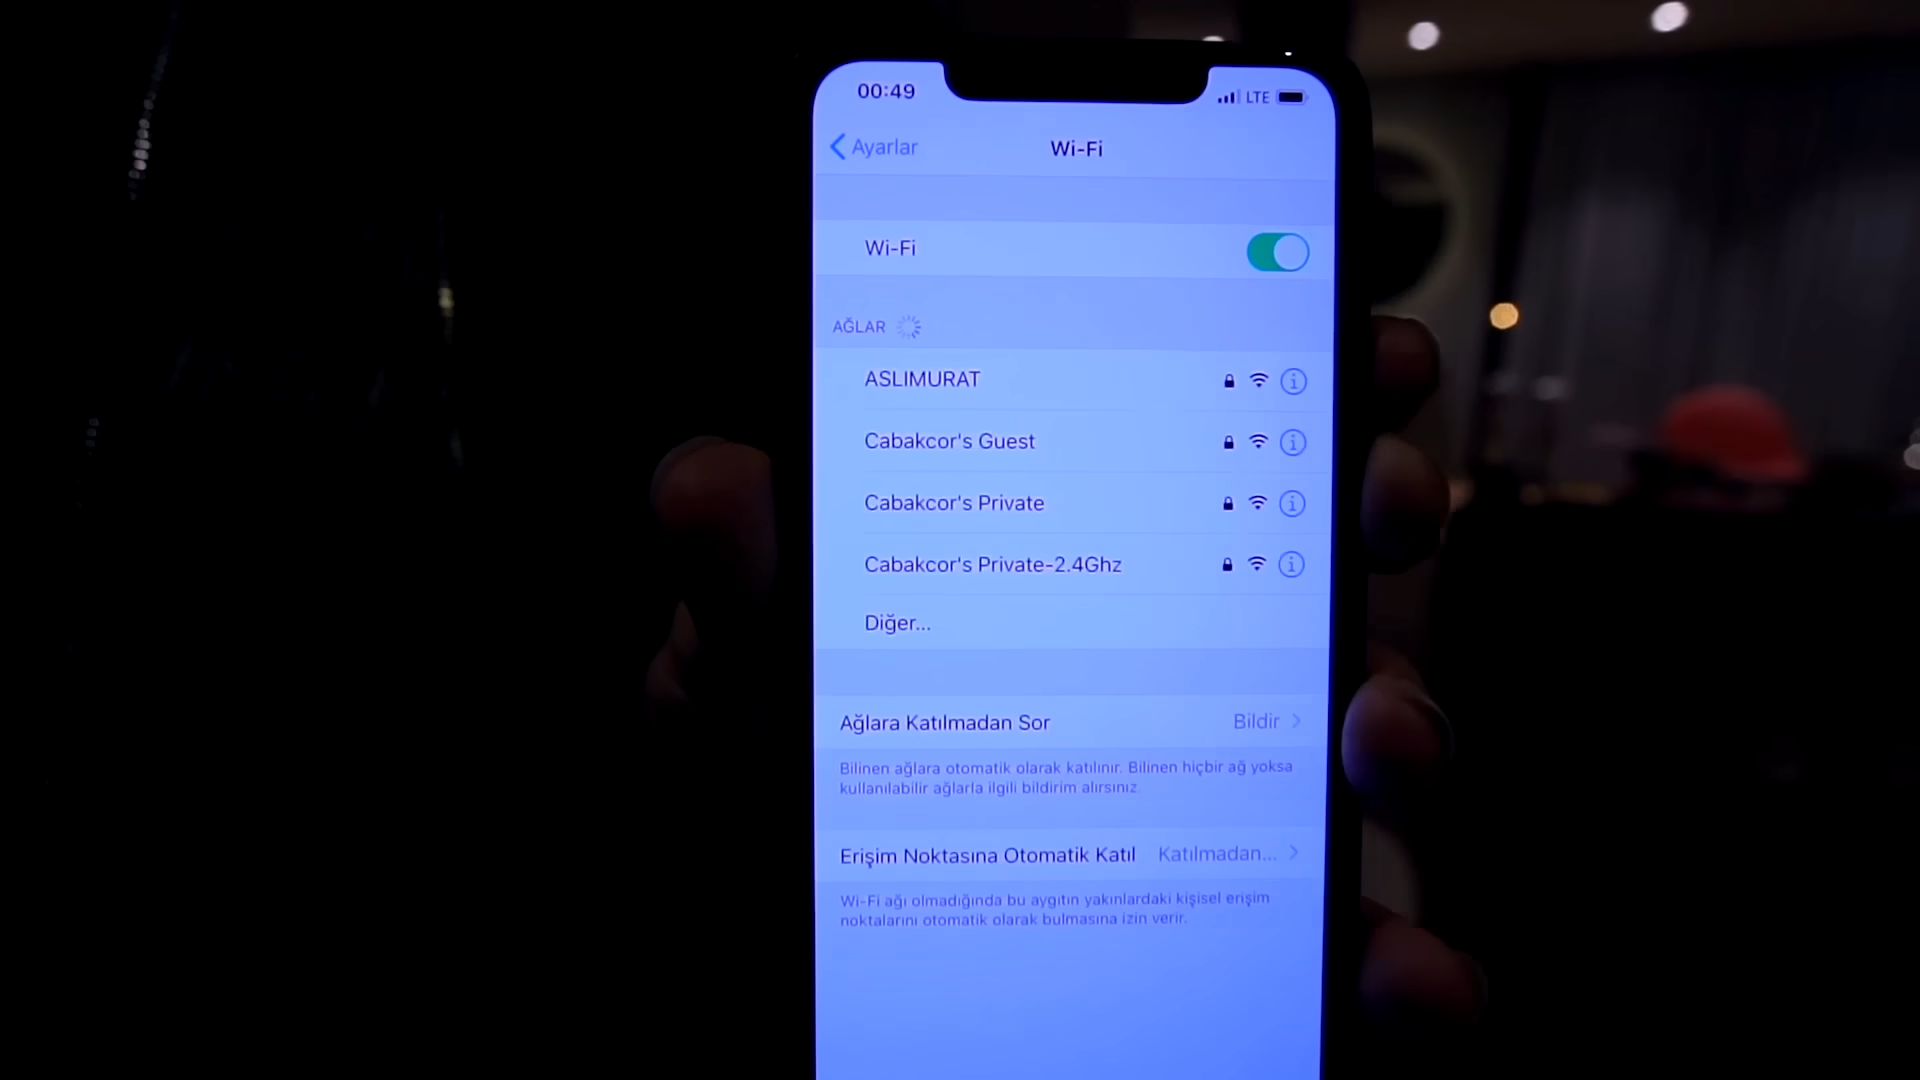 00:49
LTE
Ayarlar
Wi-Fi
Wi-Fi
AĞLAR
ASLIMURAT
Cabakcor's Guest
Cabakcor's Private
Cabakcor's Private-2.4Ghz
Diğer...
Ağlara Katılmadan Sor Bildir
Bilinen ağlara otomatik olarak katılınır. Bilinen hiçbir ağ yoksa
kullanılabilir ağlarla ilgili bildirim alırsınız.
Erişim Noktasına Otomatik Katıl Katılmadan...
Wi-Fi ağı olmadığında bu aygıtın yakınlardaki kişisel erişim
noktalarını otomatik olarak bulmasına izin verir.